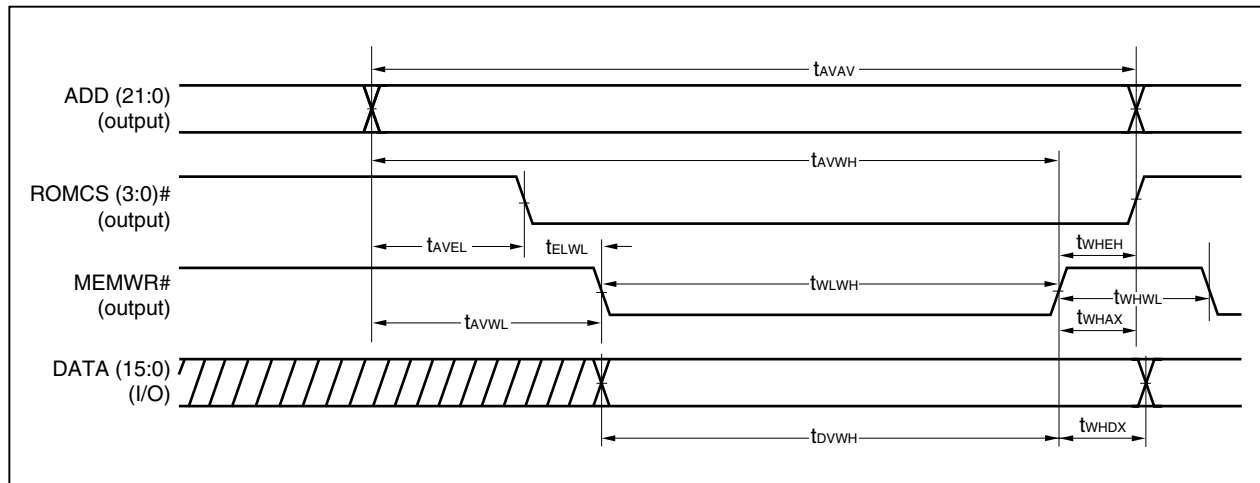 tAVAV
ADD (21:0)
(output)
tAVWH
ROMCS (3:0)#
(output)
tAVEL
tELWL
tWHEH
MEMWR#
(output)
tWLWH
tWHWL
tAVWL
tWHAX
DATA (15:0)
(I/O)
tDVWH
tWHDX